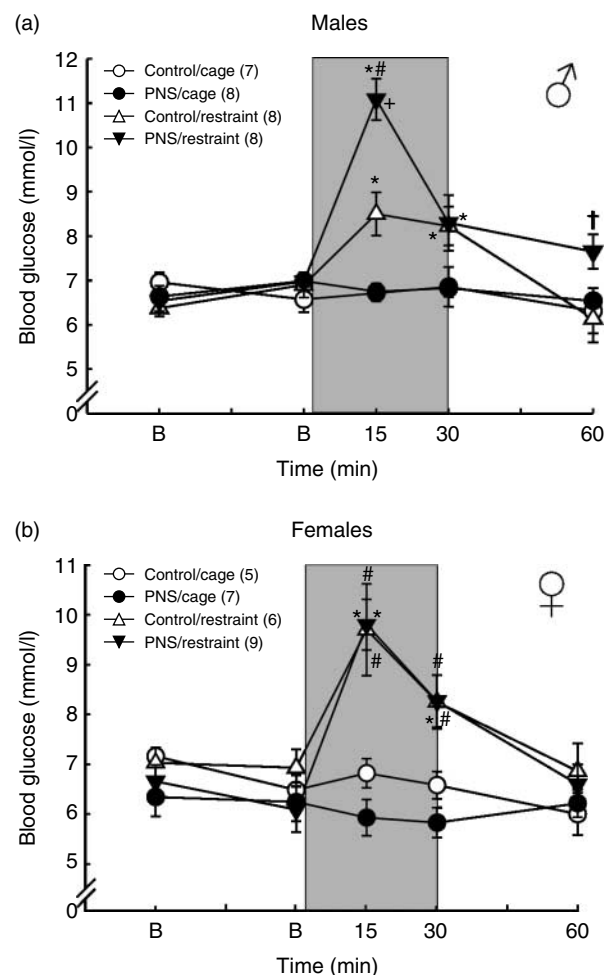 (a) Males
Control/cage (7)
PNS/cage (8)
Control/restraint (8)
PNS/restraint (8)
Blood glucose (mmol/l)
12
11
10
9
8
7
6
5
0
*#
+
*
*
*
†
B B 15 30 60
Time (min)
(b) Females
Control/cage (5)
PNS/cage (7)
Control/restraint (6)
PNS/restraint (9)
Blood glucose (mmol/l)
11
10
9
8
7
6
5
0
#
* *
#
#
* #
B B 15 30 60
Time (min)